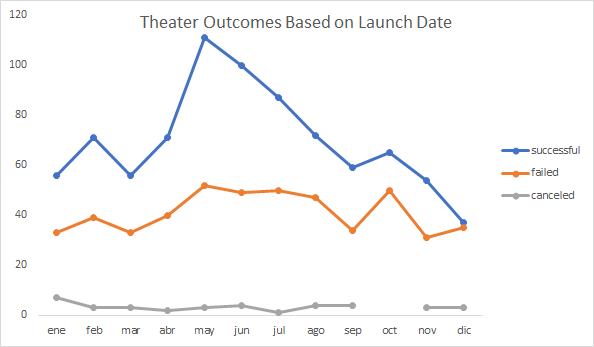 Theater Outcomes Based on Launch Date
120
100
80
60
40
20
0
ene feb mar abr may jun jul ago sep oct nov dic
successful
failed
canceled